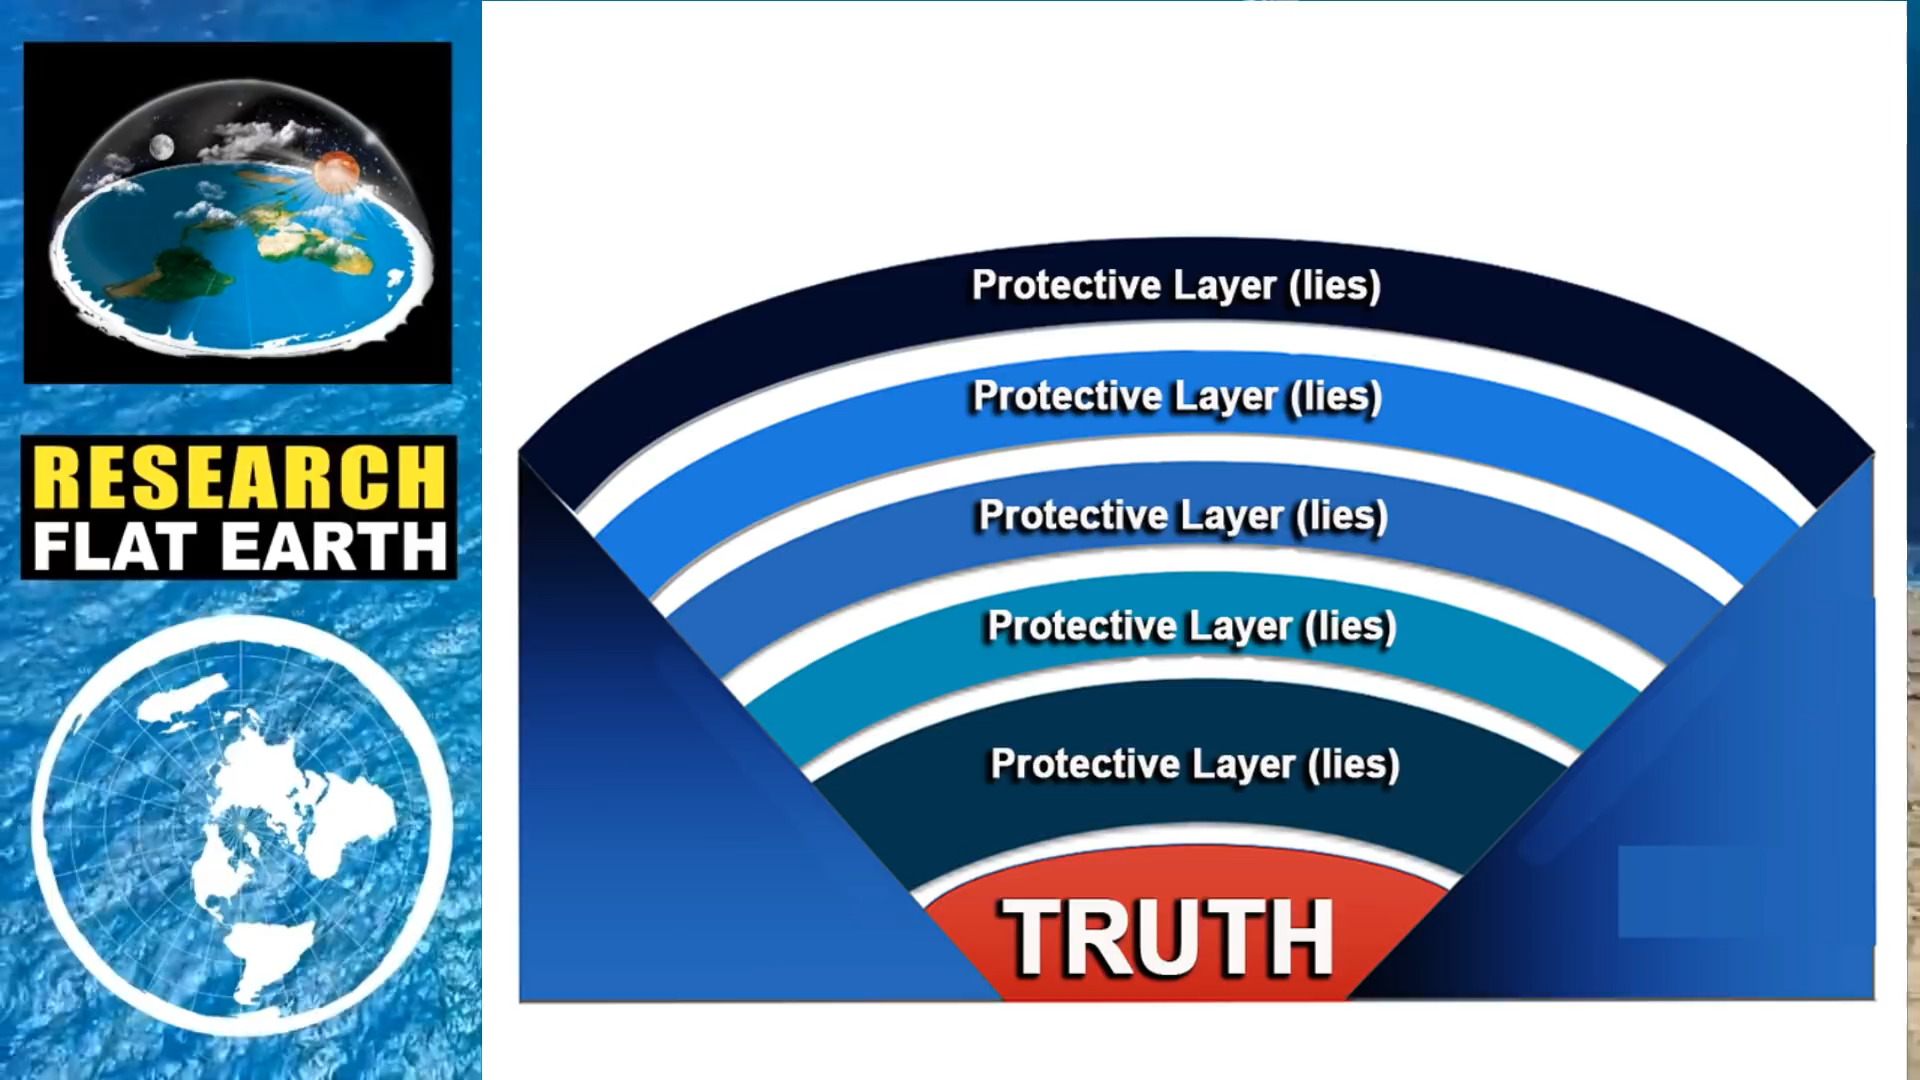 RESEARCH
FLAT EARTH
Protective Layer (lies)
Protective Layer (lies)
Protective Layer (lies)
Protective Layer (lies)
Protective Layer (lies)
TRUTH